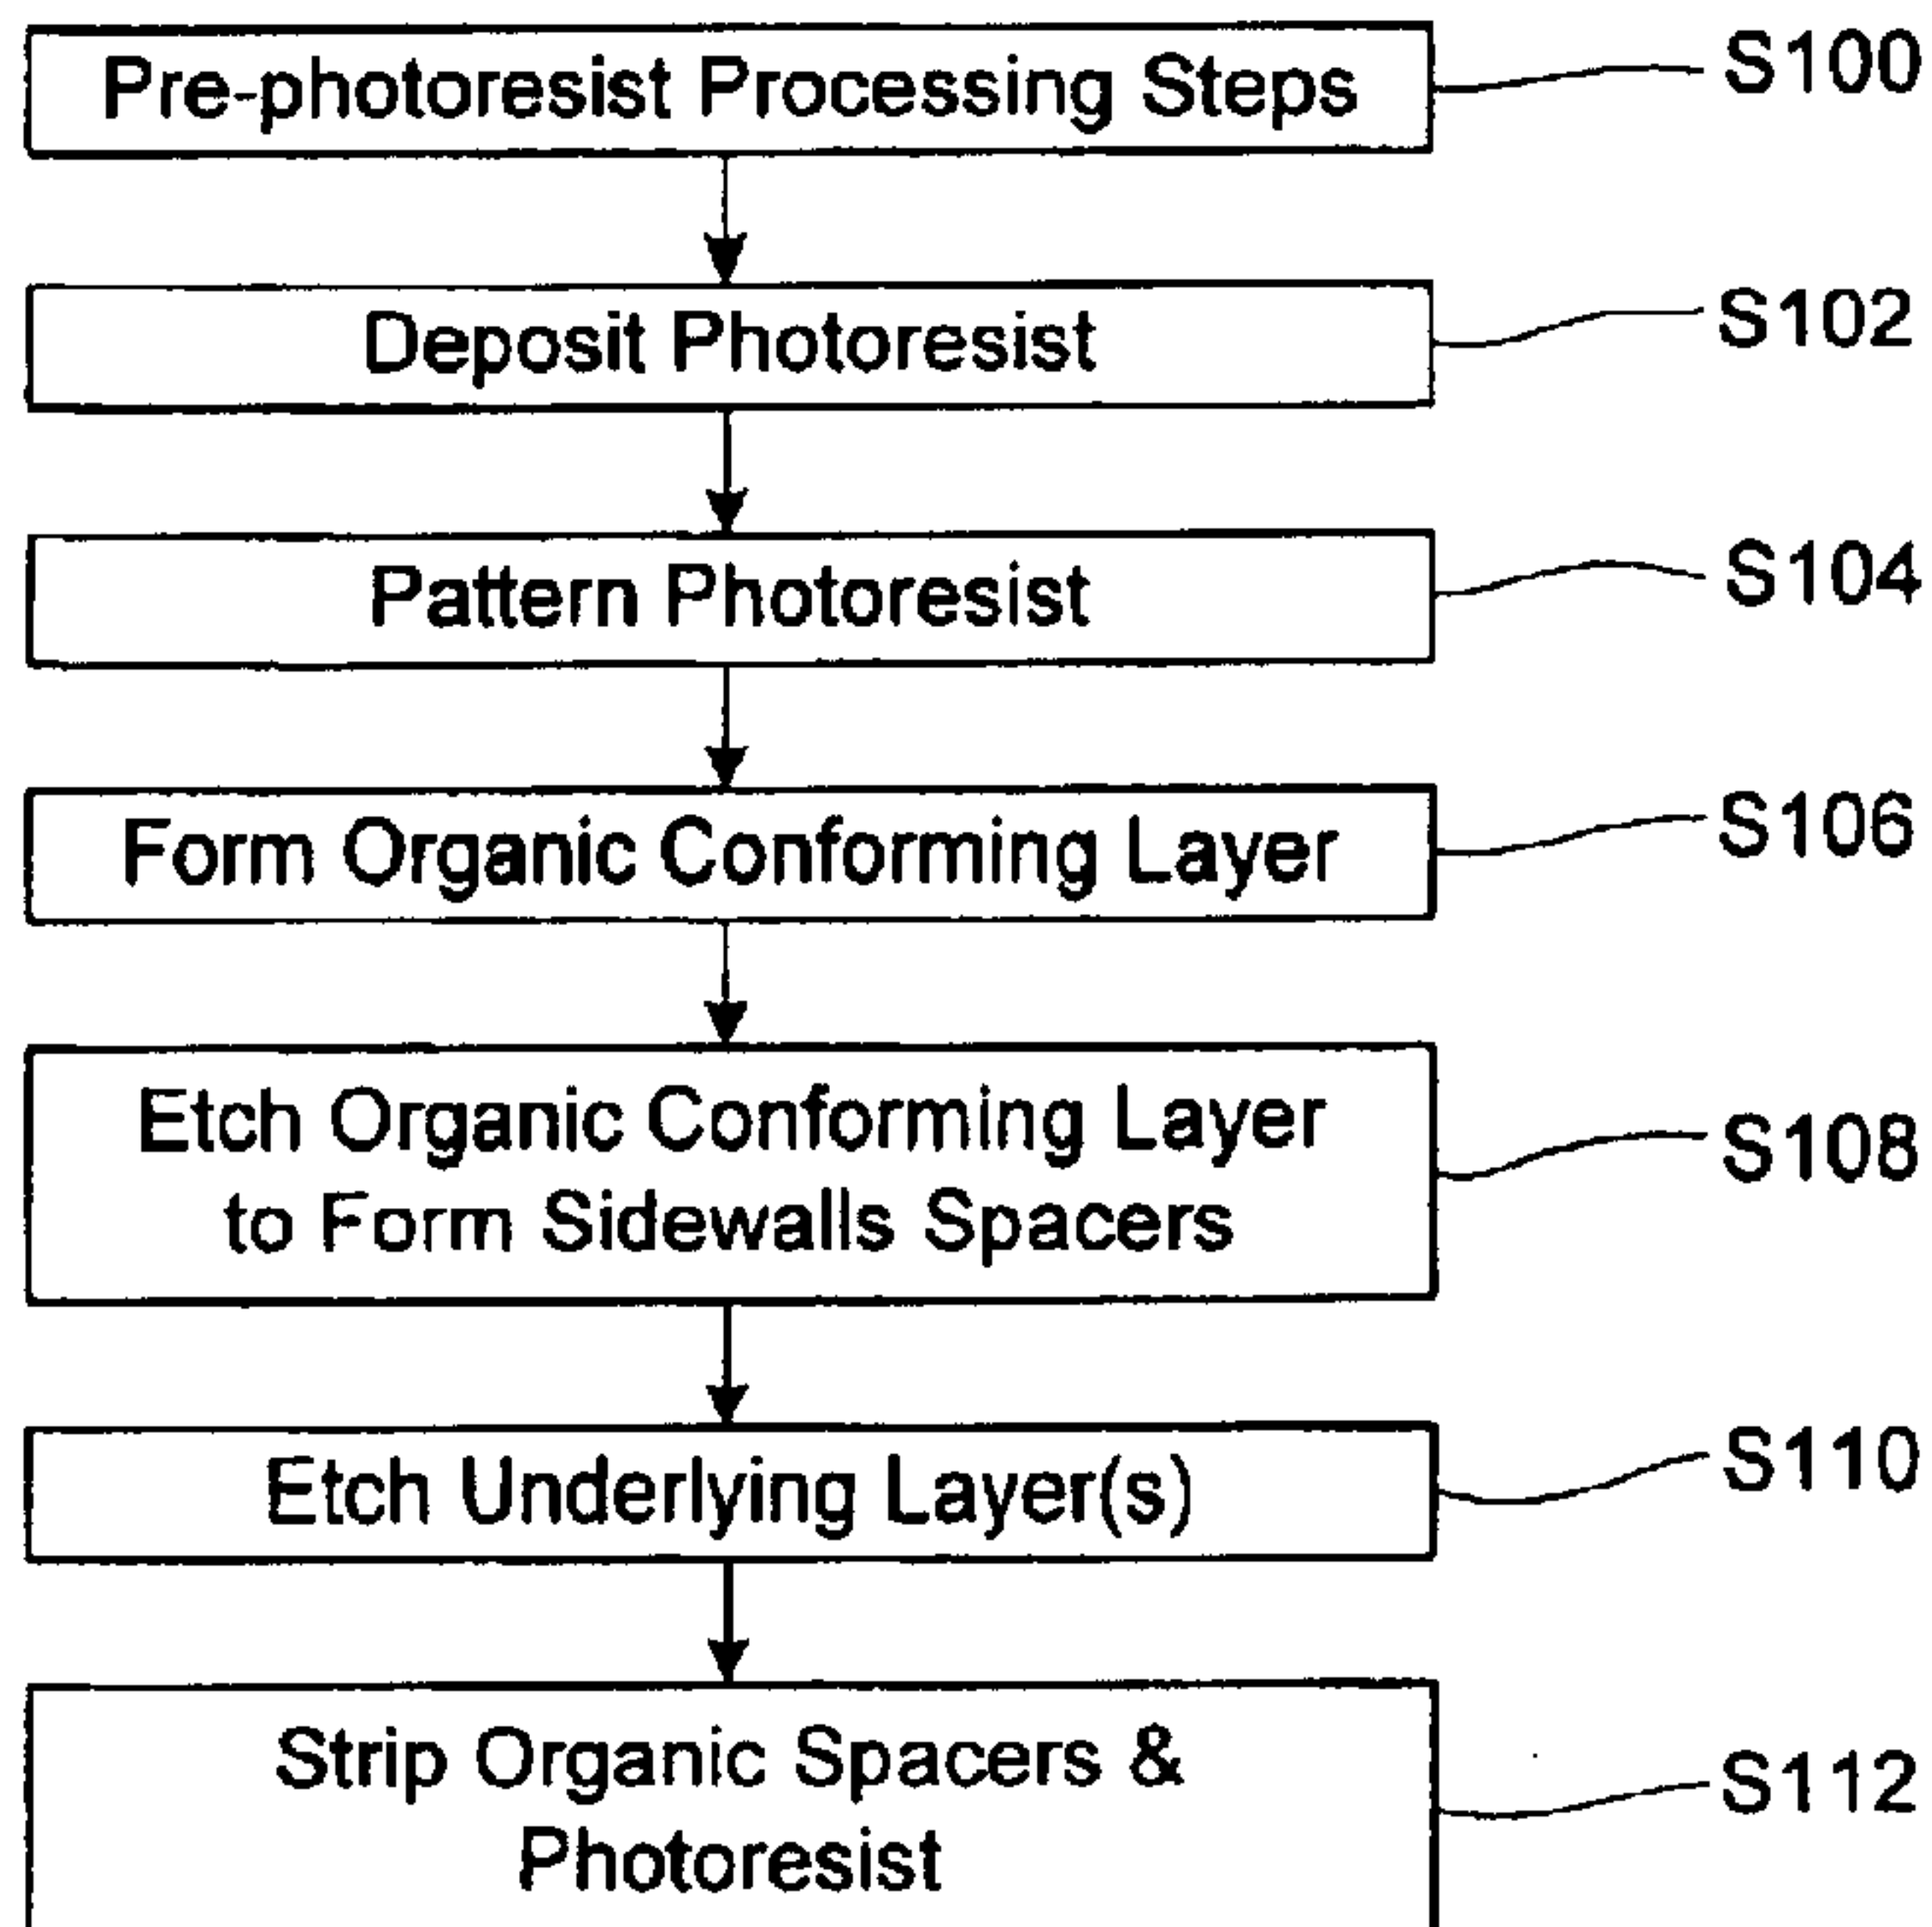 Pre-photoresist Processing Steps
S100
Deposit Photoresist
S102
Pattern Photoresist
S104
Form Organic Conforming Layer
S106
Etch Organic Conforming Layer
to Form Sidewalls Spacers
S108
Etch Underlying Layer(s)
S110
Strip Organic Spacers &
Photoresist
S112